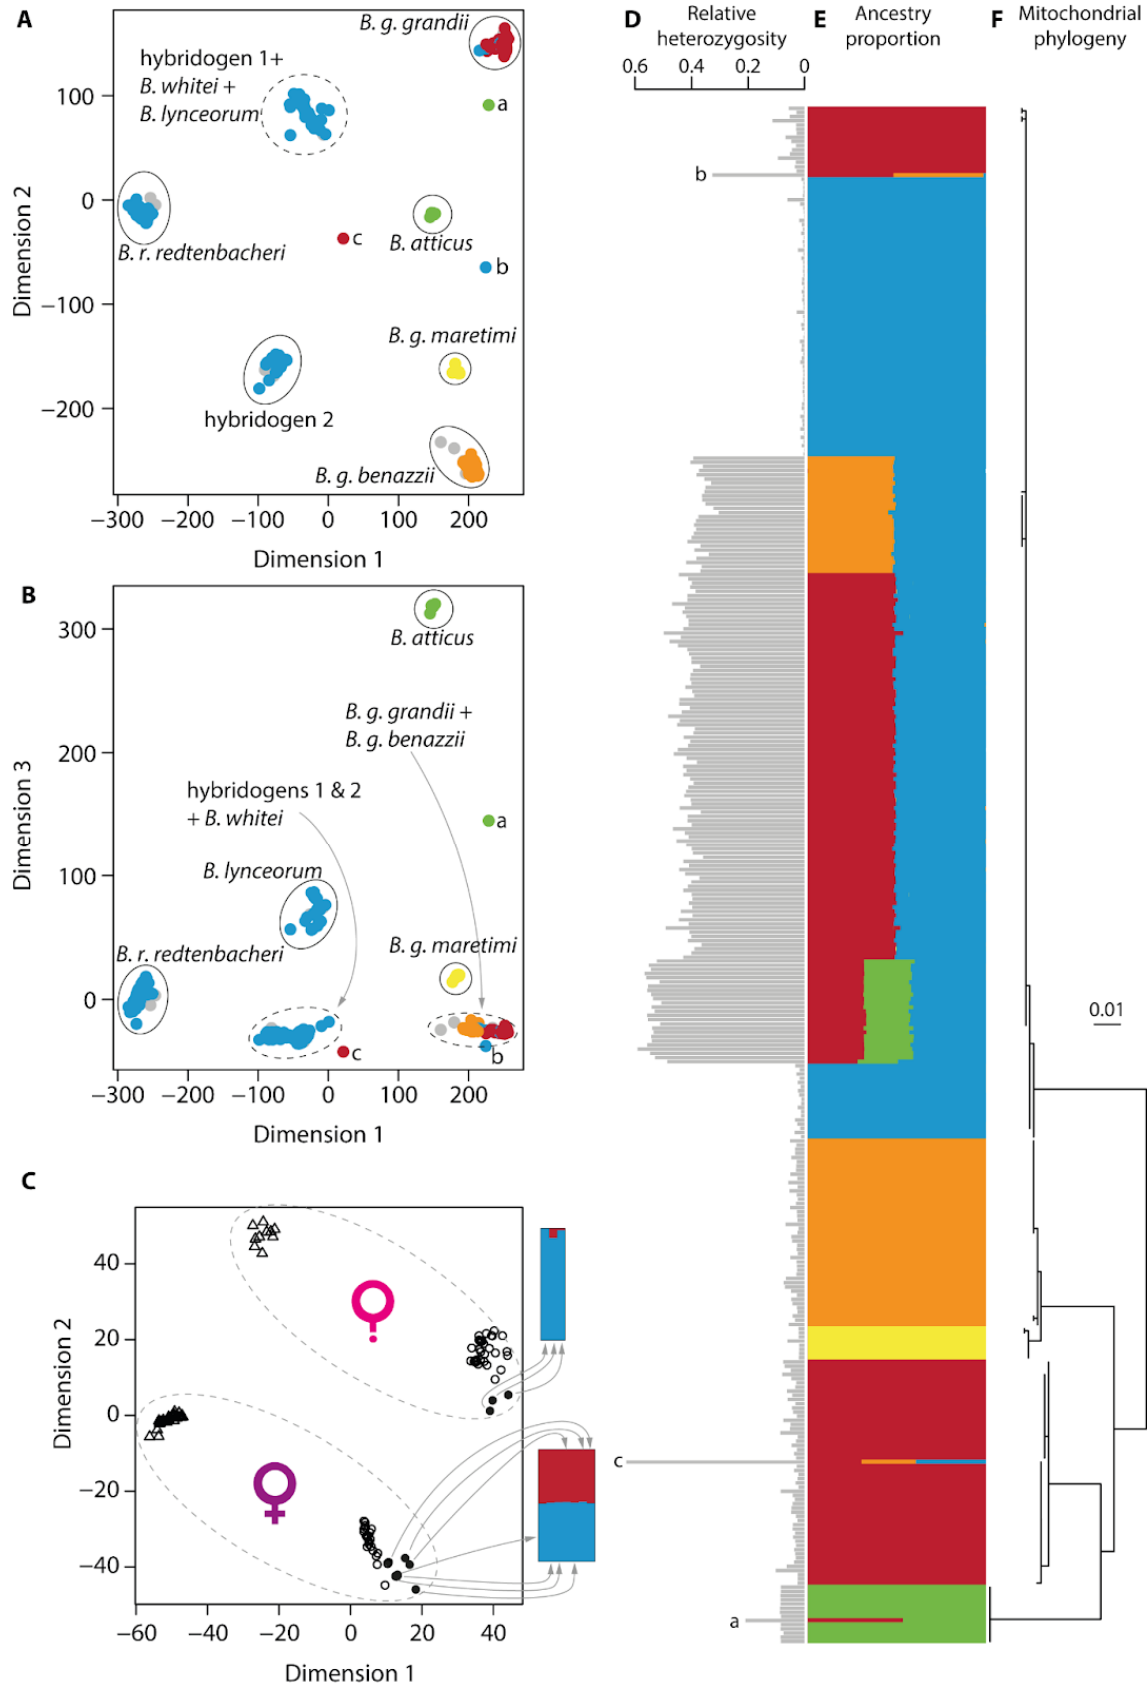 A
B. g. grandii
hybridogen 1+
B. whitei +
B. lynceorum
a
100
0
−100
−200
Dimension 2
B. r. redtenbacheri
c
B. atticus
b
B. g. maretimi
hybridogen 2
B. g. benazzii
−300 −200 −100 0 100 200
Dimension 1
B
300
200
100
0
Dimension 3
B. atticus
B. g. grandii +
B. g. benazzii
hybridogens 1 & 2
+ B. whitei
a
B. lynceorum
B. r. redtenbacheri
B. g. maretimi
c
b
−300 −200 −100 0 100 200
Dimension 1
C
40
20
0
−20
−40
Dimension 2
−60 −40 −20 0 20 40
Dimension 1
D Relative
heterozygosity
0.6 0.4 0.2 0
b
c
a
E Ancestry
proportion
F Mitochondrial
phylogeny
0.01